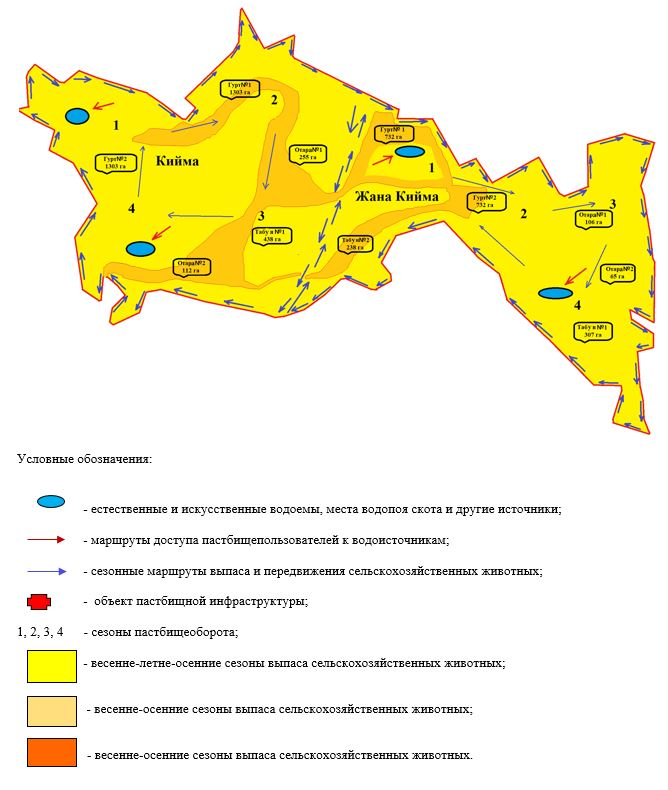 Гурт№1
1303 га
2
1
Гурт№ 1
732 га
Гурт№2
1303 га
Кийма
Отара№1
255 га
1
Жана Кийма
Гурт№2
732 га
4
3
2
3
Отара№1
106 га
Табун№1
438 га
Табун№2
238 га
Отара№2
112 га
Отара№2
65 га
4
Табун№1
307 га
Условные обозначения:
- естественные и искусственные водоемы, места водопоя скота и другие источники;
- маршруты доступа пастбищепользователей к водоисточникам;
- сезонные маршруты выпаса и передвижения сельскохозяйственных животных;
- объект пастбищной инфраструктуры;
1, 2, 3, 4 - сезоны пастбищеоборота;
- весенне-летне-осенние сезоны выпаса сельскохозяйственных животных;
- весенне-осенние сезоны выпаса сельскохозяйственных животных;
- весенне-осенние сезоны выпаса сельскохозяйственных животных.